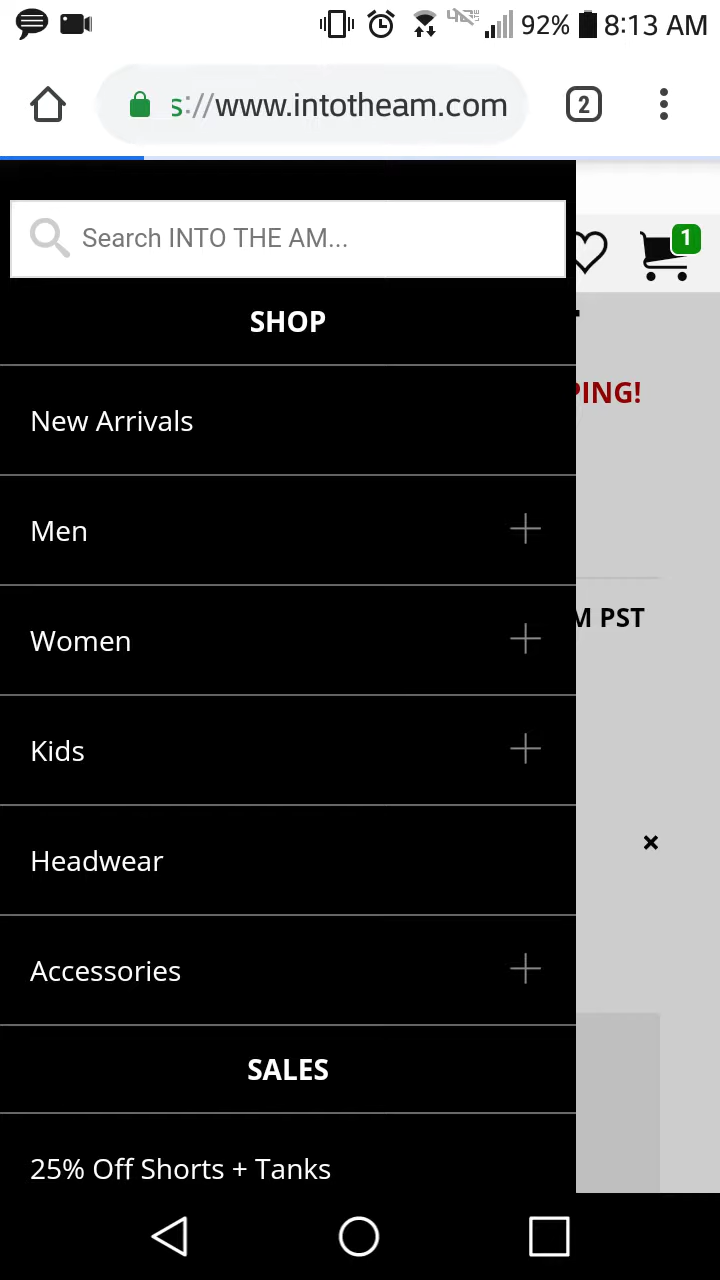 92% 8:13 AM
s://www.intotheam.com
2
Search INTO THE AM...
1
SHOP
PING!
New Arrivals
Men
M PST
Women
Kids
Headwear
Accessories
SALES
25% Off Shorts + Tanks